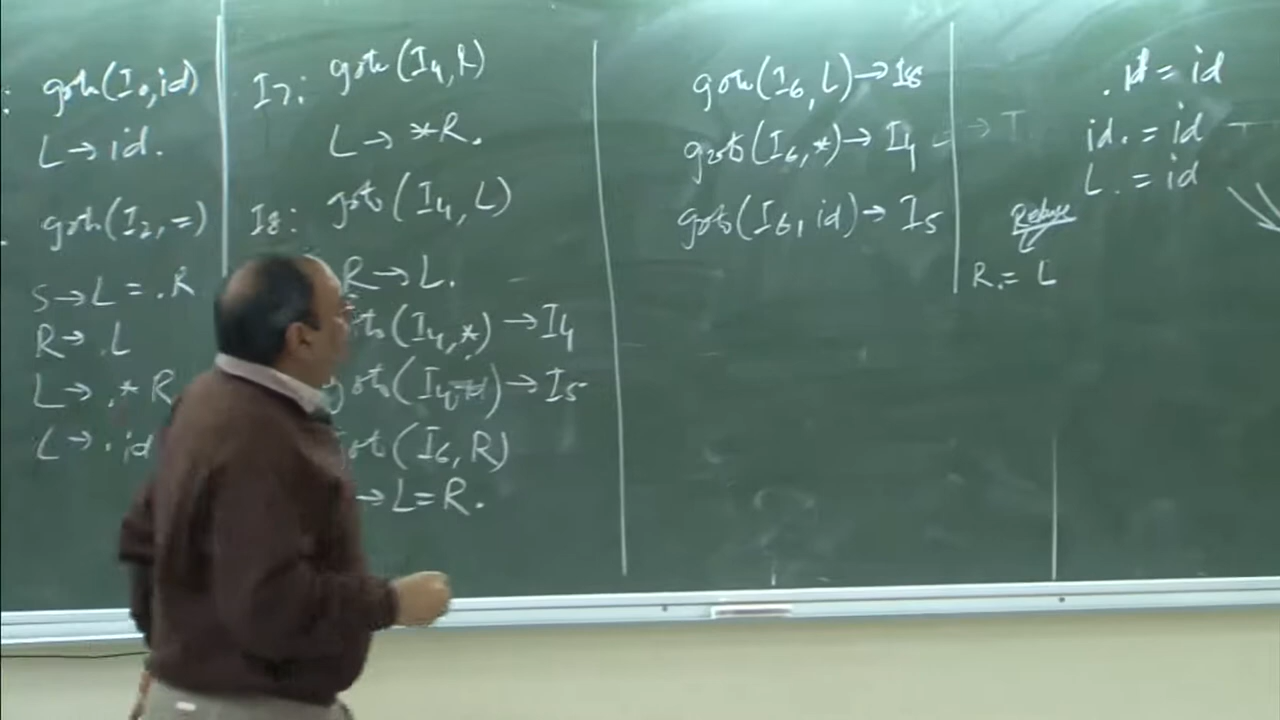 : goto(I0,id)
L → id.
goto(I2,=)
S → L = .R
R → .L
L → .* R
L → . id
I7: goto(I4,R)
L → *R.
I8: goto(I4,L)
R → L.
(I4,*) → I4
goto(I4, ) → I5
goto(I6,R)
→ L=R.
goto(I6,L) → I8
goto(I6,*) → I4
goto(I6,id) → I5
. id = id
id. = id
L. = id
Reduce
R. = L